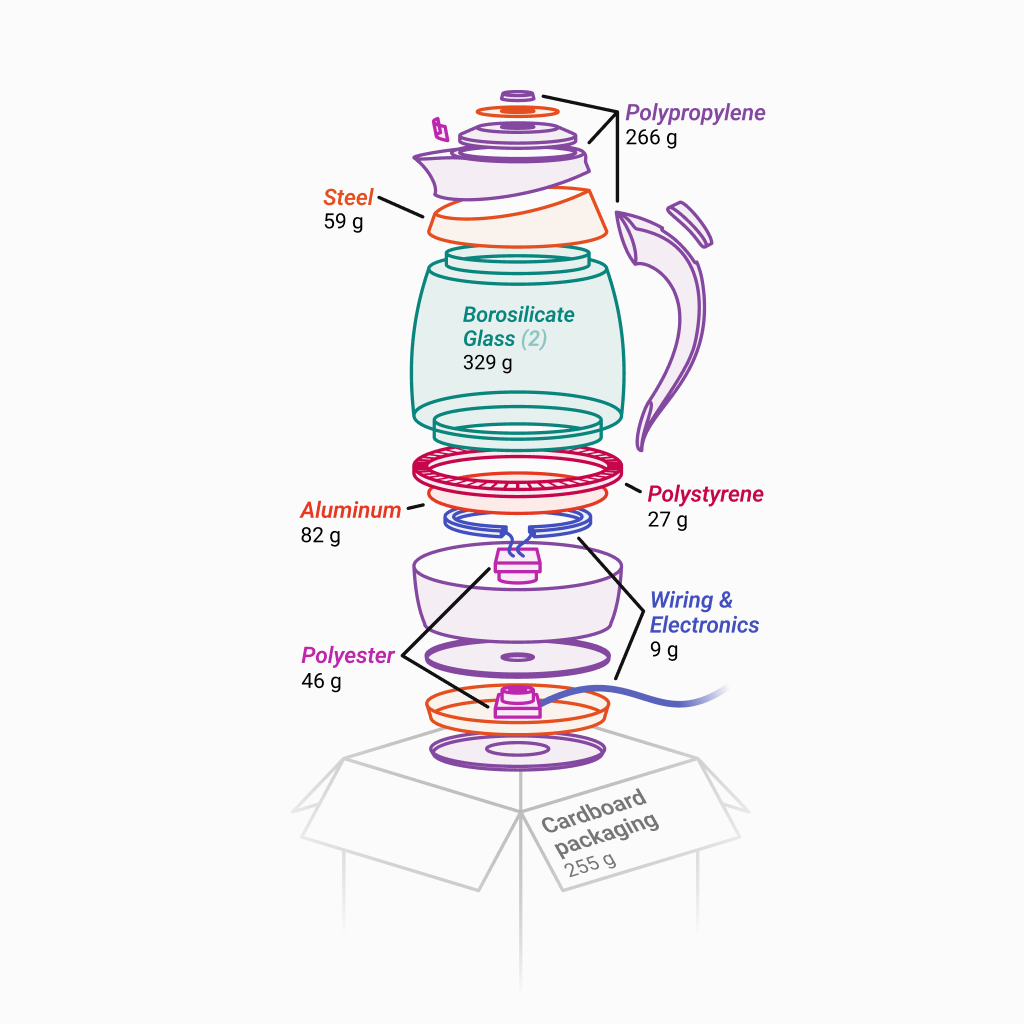 Polypropylene
266 g
Steel
59 g
Borosilicate
Glass (2)
329 g
Polystyrene
27 g
Aluminum
82 g
Wiring &
Electronics
9 g
Polyester
46 g
Cardboard
packaging
255 g